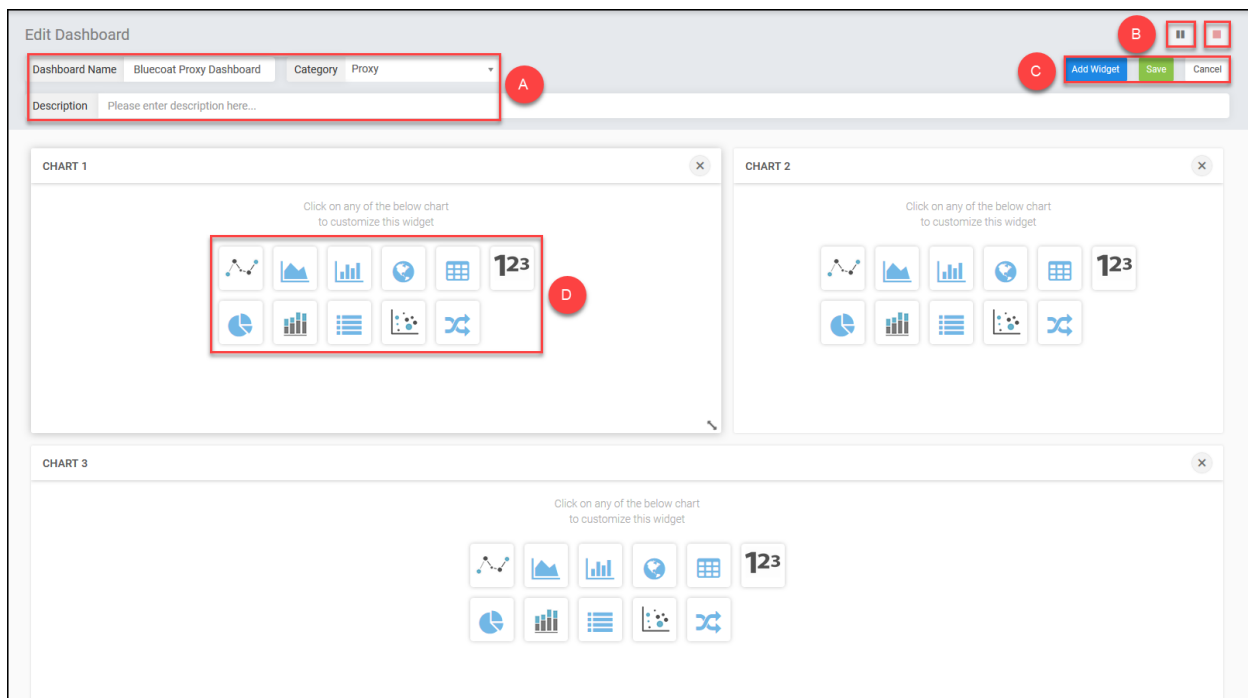 Edit Dashboard
B
Dashboard Name Bluecoat Proxy Dashboard Category Proxy
A
C
Add Widget Save Cancel
Description Please enter description here...
CHART 1
Click on any of the below chart
to customize this widget
123
D
CHART 2
Click on any of the below chart
to customize this widget
123
CHART 3
Click on any of the below chart
to customize this widget
123